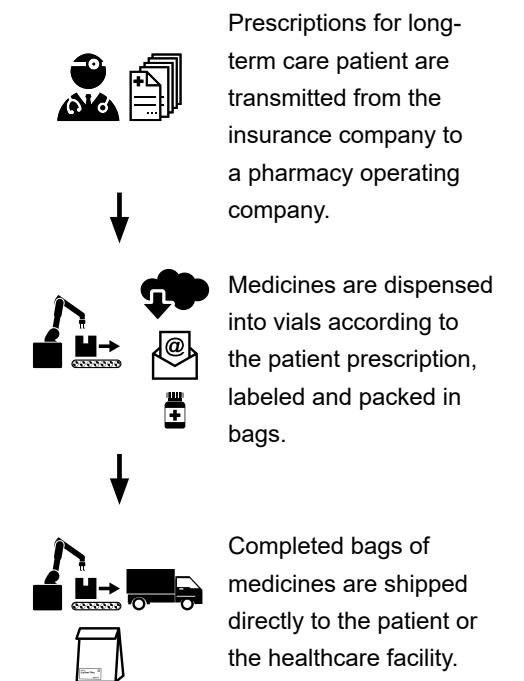 Prescriptions for long-
term care patient are
transmitted from the
insurance company to
a pharmacy operating
company.
@
Medicines are dispensed
into vials according to
the patient prescription,
labeled and packed in
bags.
Completed bags of
medicines are shipped
directly to the patient or
the healthcare facility.